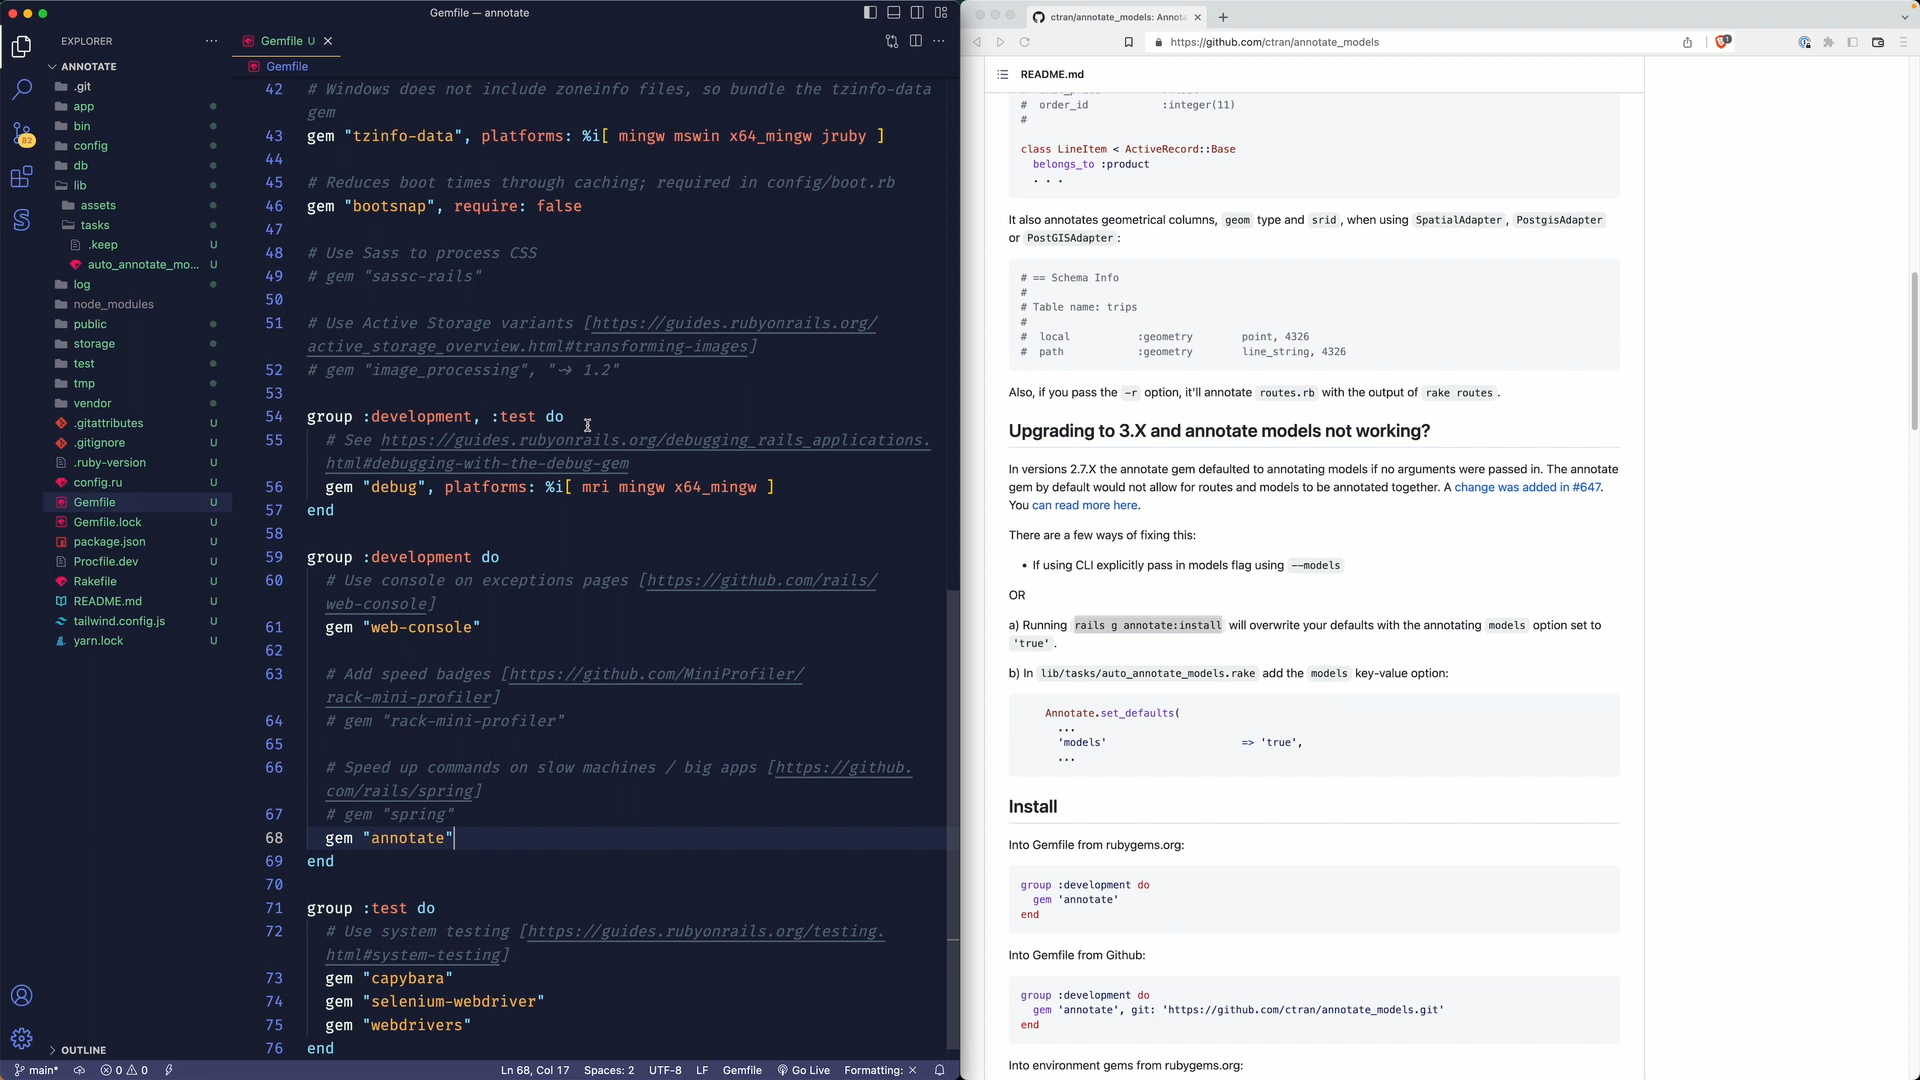 Gemfile — annotate
EXPLORER
ANNOTATE
.git
app
bin
config
db
lib
assets
tasks
.keep U
auto_annotate_mo... U
log
node_modules
public
storage
test
tmp
vendor
.gitattributes U
.gitignore U
.ruby-version U
config.ru U
Gemfile U
Gemfile.lock U
package.json U
Procfile.dev U
Rakefile U
README.md U
tailwind.config.js U
yarn.lock U
OUTLINE
82
Gemfile U
Gemfile
42 # Windows does not include zoneinfo files, so bundle the tzinfo-data
gem
43 gem "tzinfo-data", platforms: %i[ mingw mswin x64_mingw jruby ]
44
45 # Reduces boot times through caching; required in config/boot.rb
46 gem "bootsnap", require: false
47
48 # Use Sass to process CSS
49 # gem "sassc-rails"
50
51 # Use Active Storage variants [https://guides.rubyonrails.org/
active_storage_overview.html#transforming-images]
52 # gem "image_processing", "~> 1.2"
53
54 group :development, :test do
55 # See https://guides.rubyonrails.org/debugging_rails_applications.
html#debugging-with-the-debug-gem
56 gem "debug", platforms: %i[ mri mingw x64_mingw ]
57 end
58
59 group :development do
60 # Use console on exceptions pages [https://github.com/rails/
web-console]
61 gem "web-console"
62
63 # Add speed badges [https://github.com/MiniProfiler/
rack-mini-profiler]
64 # gem "rack-mini-profiler"
65
66 # Speed up commands on slow machines / big apps [https://github.
com/rails/spring]
67 # gem "spring"
68 gem "annotate"
69 end
70
71 group :test do
72 # Use system testing [https://guides.rubyonrails.org/testing.
html#system-testing]
73 gem "capybara"
74 gem "selenium-webdriver"
75 gem "webdrivers"
76 end
main* 0 0 Ln 68, Col 17 Spaces: 2 UTF-8 LF Gemfile Go Live Formatting: ×
ctran/annotate_models: Annota
https://github.com/ctran/annotate_models
1
README.md
# order_id :integer(11)
#
class LineItem < ActiveRecord::Base
belongs_to :product
. . .
It also annotates geometrical columns, geom type and srid, when using SpatialAdapter, PostgisAdapter
or PostGISAdapter:
# == Schema Info
#
# Table name: trips
#
# local :geometry point, 4326
# path :geometry line_string, 4326
Also, if you pass the -r option, it'll annotate routes.rb with the output of rake routes.
Upgrading to 3.X and annotate models not working?
In versions 2.7.X the annotate gem defaulted to annotating models if no arguments were passed in. The annotate
gem by default would not allow for routes and models to be annotated together. A change was added in #647.
You can read more here.
There are a few ways of fixing this:
• If using CLI explicitly pass in models flag using --models
OR
a) Running rails g annotate:install will overwrite your defaults with the annotating models option set to
'true'.
b) In lib/tasks/auto_annotate_models.rake add the models key-value option:
Annotate.set_defaults(
...
'models' => 'true',
...
Install
Into Gemfile from rubygems.org:
group :development do
gem 'annotate'
end
Into Gemfile from Github:
group :development do
gem 'annotate', git: 'https://github.com/ctran/annotate_models.git'
end
Into environment gems from rubygems.org: